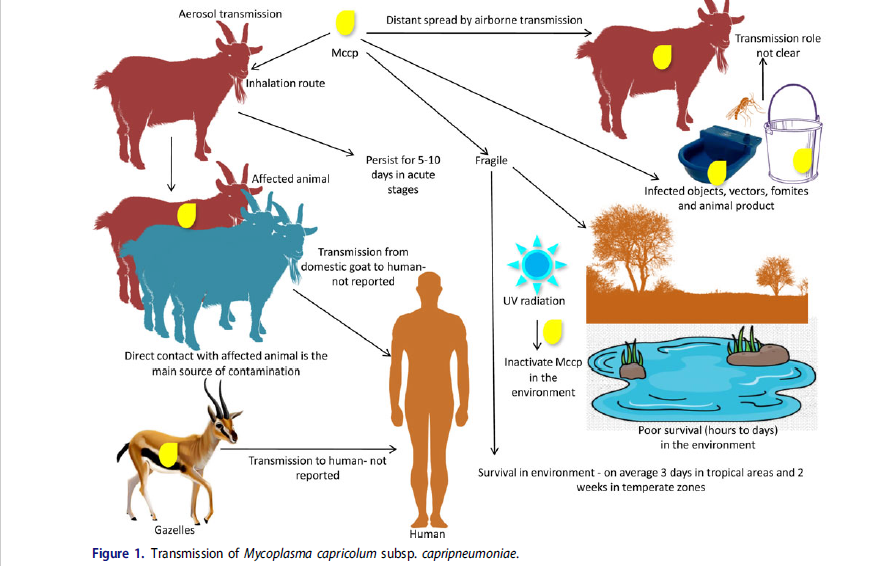 Aerosol transmission
Mccp
Distant spread by airborne transmission
Transmission role
not clear
Inhalation route
Persist for 5-10
days in acute
stages
Fragile
Infected objects, vectors, fomites
and animal product
Affected animal
Transmission from
domestic goat to human-
not reported
UV radiation
Inactivate Mccp
in the
environment
Direct contact with affected animal is the
main source of contamination
Poor survival (hours to days)
in the environment
Transmission to human- not
reported
Survival in environment - on average 3 days in tropical areas and 2
weeks in temperate zones
Gazelles
Human
Figure 1. Transmission of Mycoplasma capricolum subsp. capripneumoniae.